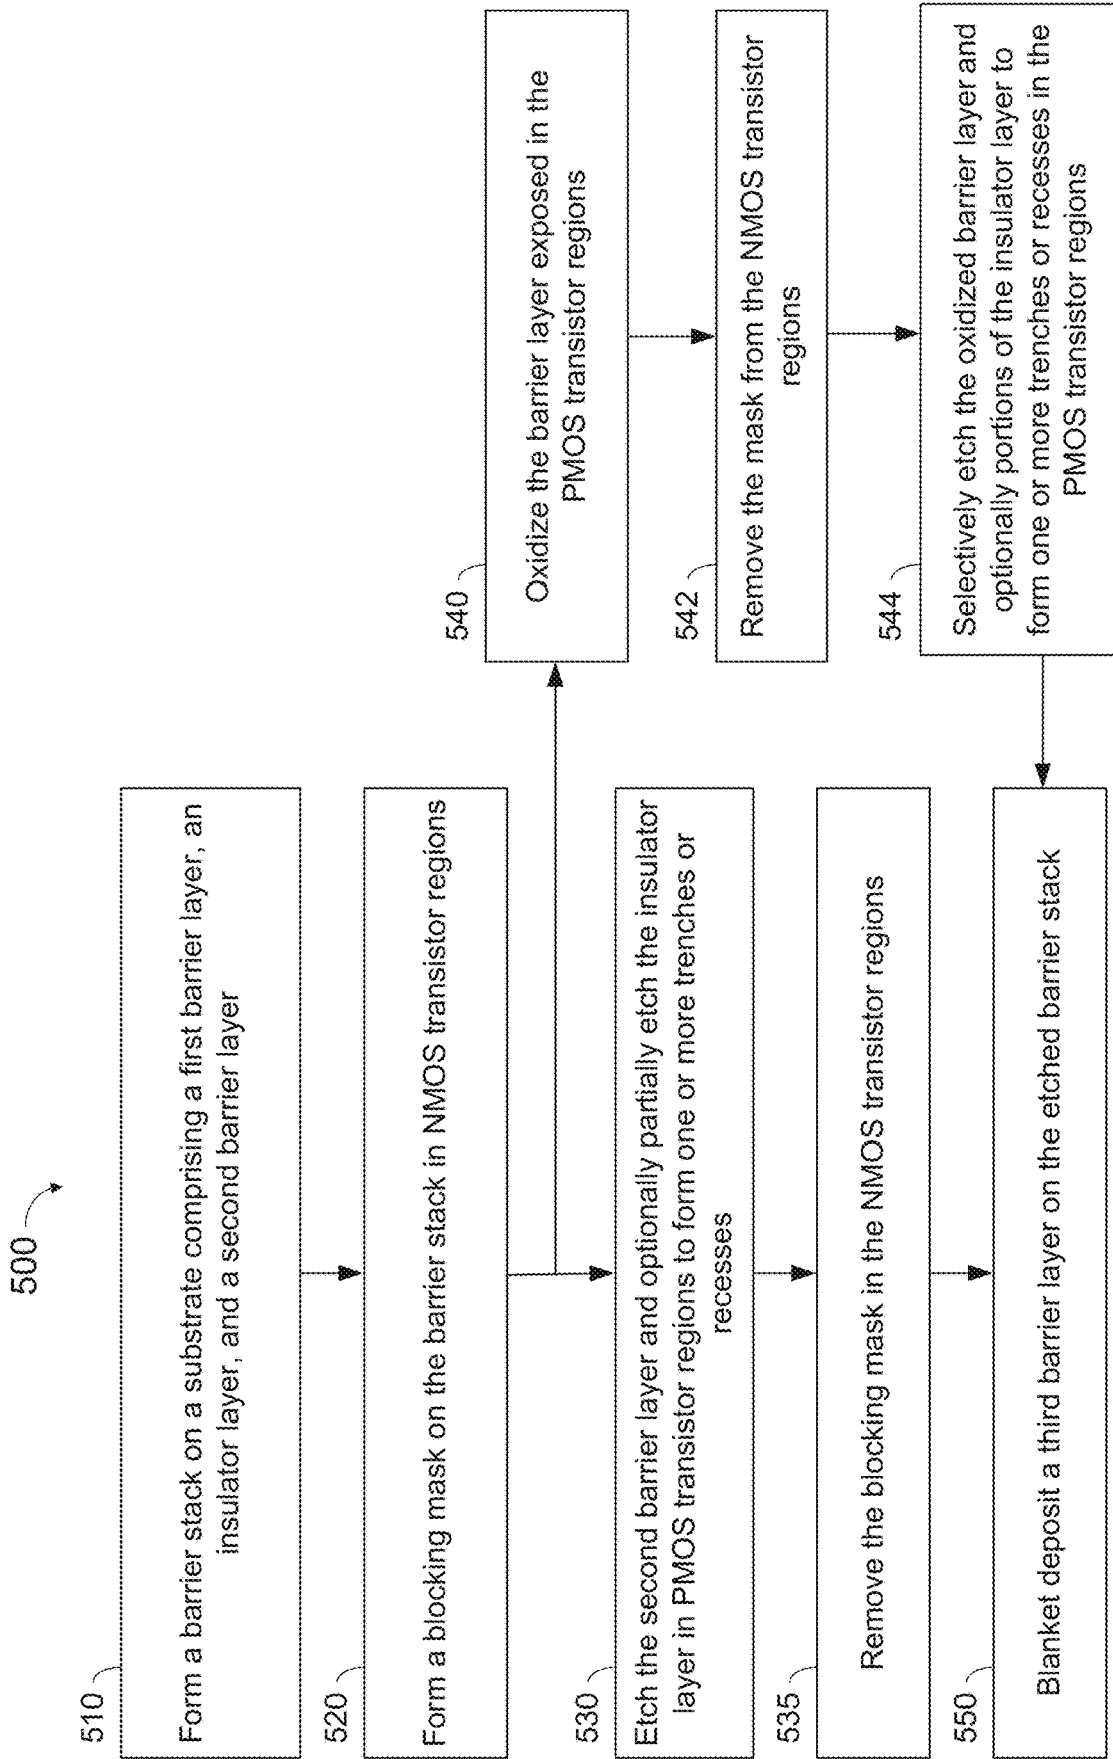 500
510
Form a barrier stack on a substrate comprising a first barrier layer, an
insulator layer, and a second barrier layer
520
Form a blocking mask on the barrier stack in NMOS transistor regions
530
Etch the second barrier layer and optionally partially etch the insulator
layer in PMOS transistor regions to form one or more trenches or
recesses
535
Remove the blocking mask in the NMOS transistor regions
540
Oxidize the barrier layer exposed in the
PMOS transistor regions
542
Remove the mask from the NMOS transistor
regions
544
Selectively etch the oxidized barrier layer and
optionally portions of the insulator layer to
form one or more trenches or recesses in the
PMOS transistor regions
550
Blanket deposit a third barrier layer on the etched barrier stack